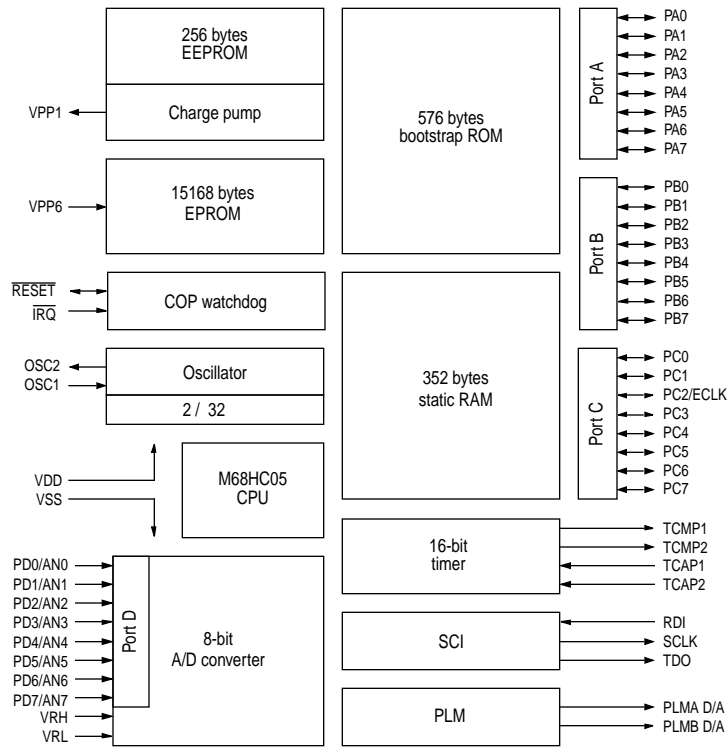 256 bytes
EEPROM
Charge pump
VPP1
15168 bytes
EPROM
VPP6
RESET
IRQ
COP watchdog
OSC2
OSC1
Oscillator
2 / 32
VDD
VSS
M68HC05
CPU
PD0/AN0
PD1/AN1
PD2/AN2
PD3/AN3
PD4/AN4
PD5/AN5
PD6/AN6
PD7/AN7
VRH
VRL
Port D
8-bit
A/D converter
576 bytes
bootstrap ROM
352 bytes
static RAM
16-bit
timer
SCI
PLM
Port A
PA0
PA1
PA2
PA3
PA4
PA5
PA6
PA7
Port B
PB0
PB1
PB2
PB3
PB4
PB5
PB6
PB7
Port C
PC0
PC1
PC2/ECLK
PC3
PC4
PC5
PC6
PC7
TCMP1
TCMP2
TCAP1
TCAP2
RDI
SCLK
TDO
PLMA D/A
PLMB D/A